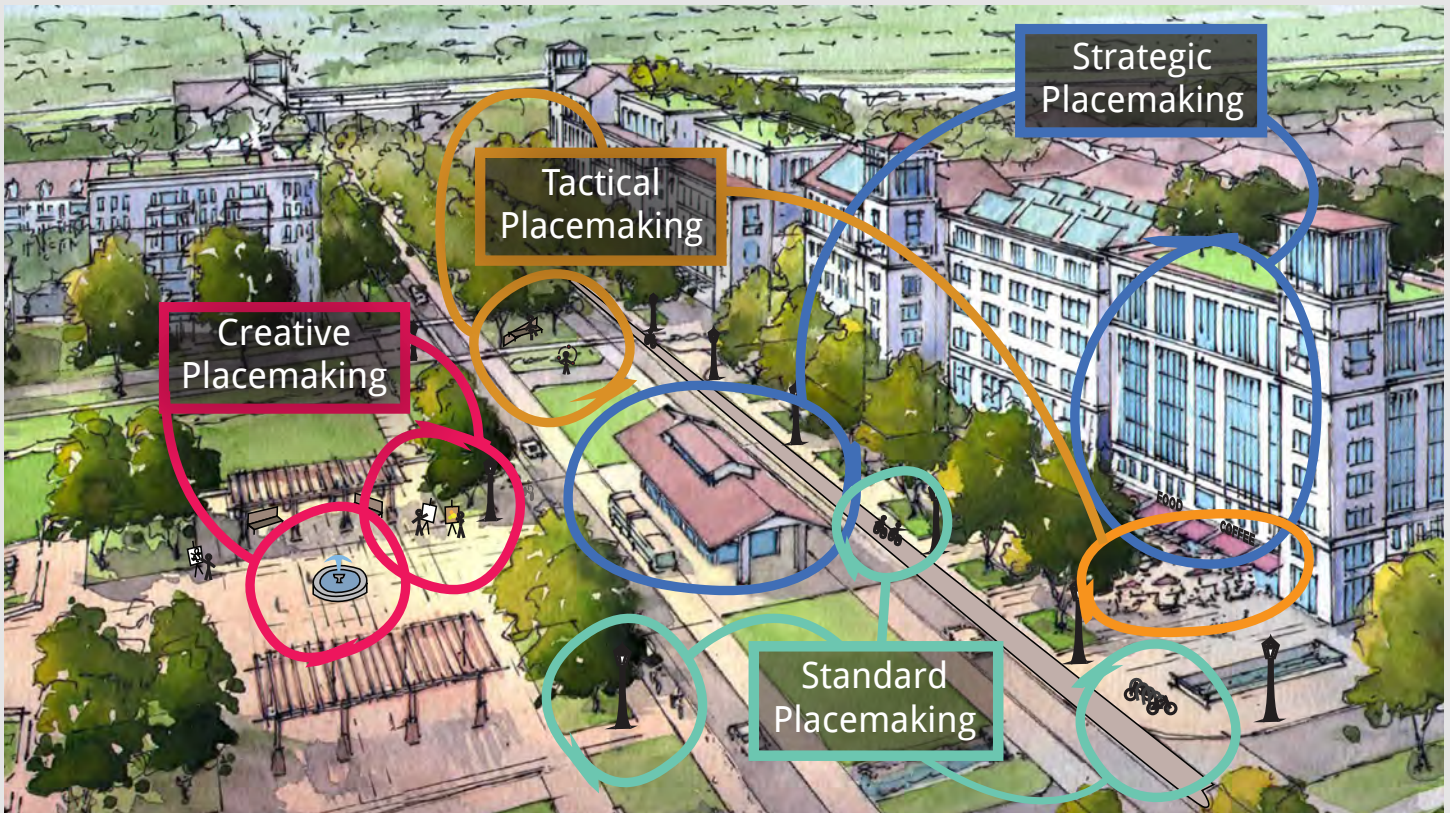 Strategic
Placemaking
Tactical
Placemaking
Creative
Placemaking
FOOD
COFFEE
Standard
Placemaking